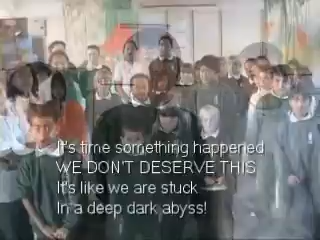 It's time something happened
WE DON'T DESERVE THIS
It's like we are stuck
In a deep dark abyss!